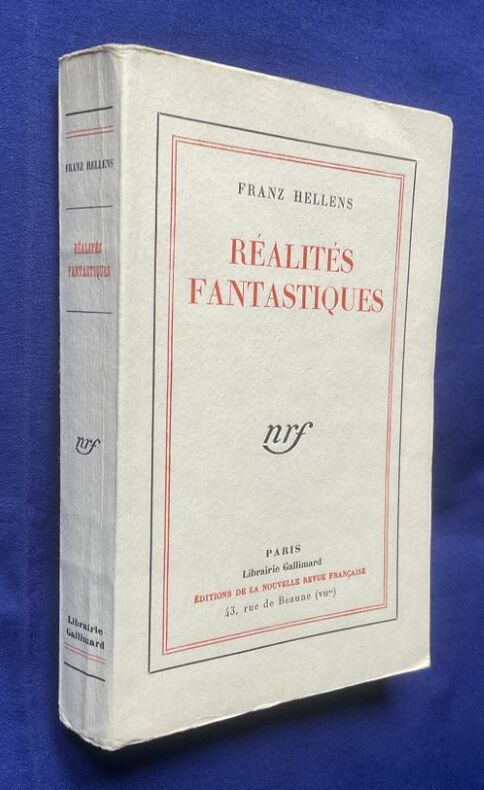 FRANZ HELLENS
RÉALITÉS
FANTASTIQUES
nrf
Librairie
Gallimard
FRANZ HELLENS
RÉALITÉS
FANTASTIQUES
nrf
PARIS
Librairie Gallimard
ÉDITIONS DE LA NOUVELLE REVUE FRANÇAISE
43, rue de Beaune (VIIme)